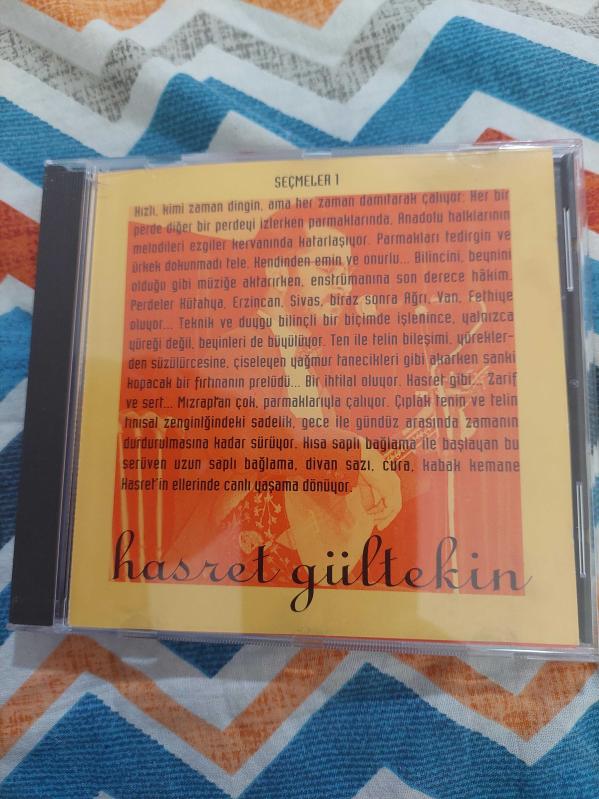 SEÇMELER 1
Hızlı, kimi zaman dingin, ama her zaman damıtarak çalıyor; Her bir
perde diğer bir perdeyi izlerken parmaklarında, Anadolu halklarının
melodileri ezgiler kervanında katarlaşıyor. Parmakları tedirgin ve
ürkek dokunmadı tele. Kendinden emin ve onurlu... Bilincini, beynini
olduğu gibi müziğe aktarırken, enstrümanına son derece hâkim.
Perdeler Kütahya, Erzincan, Sivas, biraz sonra Ağrı, Van, Fethiye
oluyor... Teknik ve duygu bilinçli bir biçimde işlenince, yalnızca
yüreği değil, beyinleri de büyülüyor. Ten ile telin bileşimi, yürekler-
den süzülürcesine, çiseleyen yağmur tanecikleri gibi akarken sanki
kopacak bir fırtınanın prelüdü... Bir ihtilal oluyor. Hasret gibi... Zarif
ve sert... Mızrap'tan çok, parmaklarıyla çalıyor. Çıplak tenin ve telin
tınısal zenginliğindeki sadelik, gece ile gündüz arasında zamanın
durdurulmasına kadar sürüyor. Kısa saplı bağlama ile başlayan bu
serüven uzun saplı bağlama, divan sazı, cura, kabak kemane
Hasret'in ellerinde canlı yaşama dönüyor.
hasret gültekin